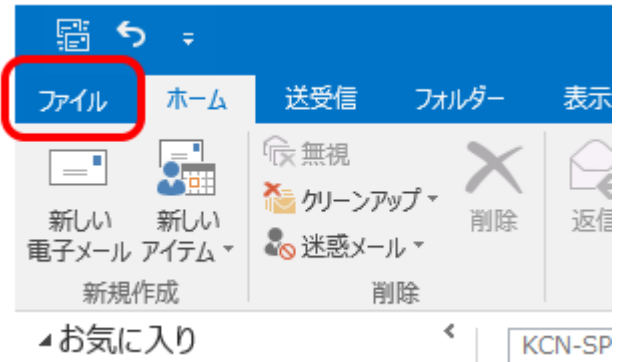 ファイル ホーム 送受信 フォルダー 表示
無視
クリーンアップ
迷惑メール
新しい
電子メール
新しい
アイテム
削除
返信
新規作成 削除
お気に入り
KCN-SP